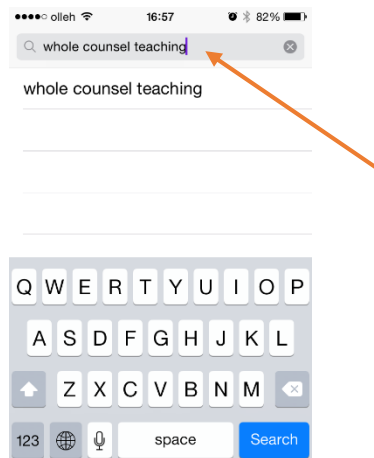 olleh 16:57 82%
whole counsel teaching
whole counsel teaching
Q W E R T Y U I O P
A S D F G H J K L
Z X C V B N M
123 space Search